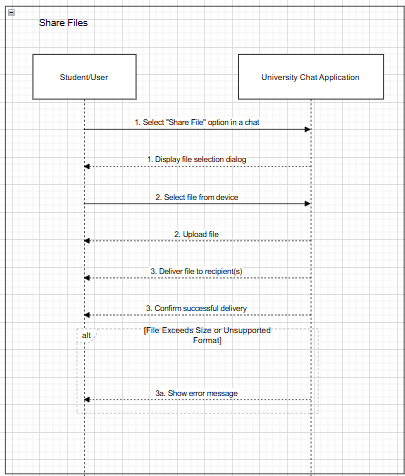 Share Files
Student/User
University Chat Application
1. Select "Share File" option in a chat
1. Display file selection dialog
2. Select file from device
2. Upload file
3. Deliver file to recipient(s)
3. Confirm successful delivery
alt
[File Exceeds Size or Unsupported
Format]
3a. Show error message